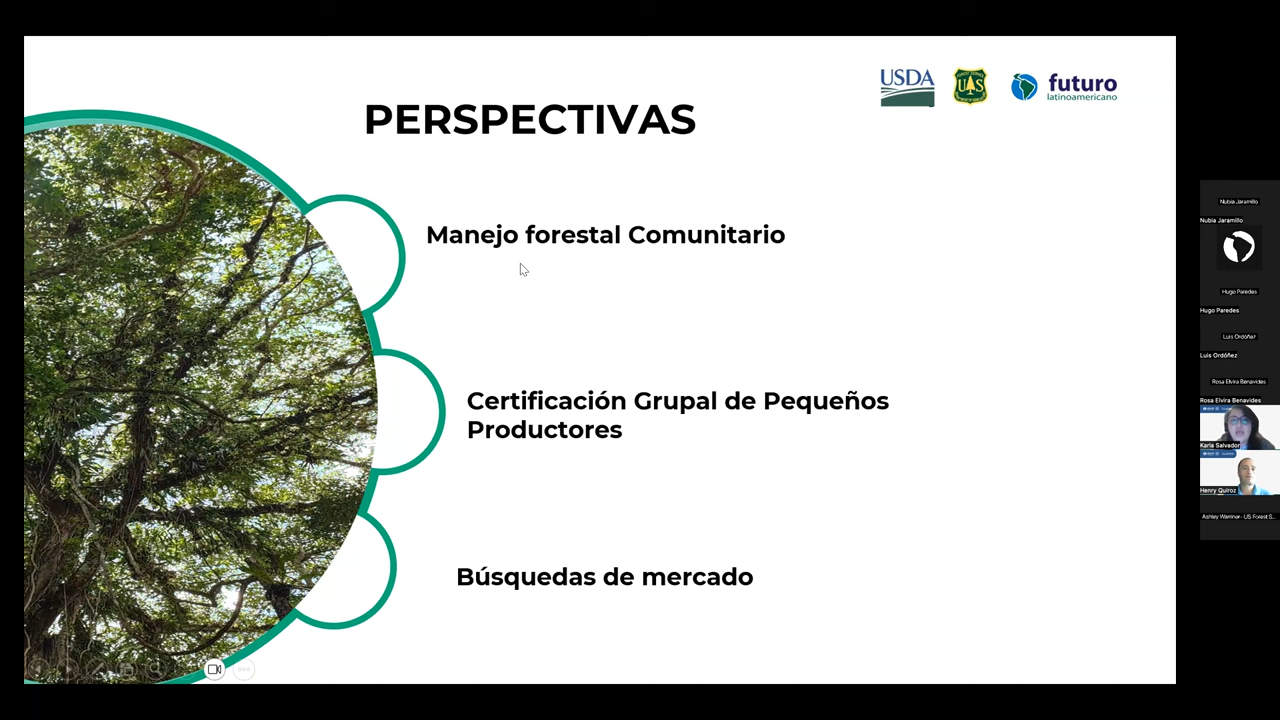 USDA
FOREST SERVICE
U S
futuro
latinoamericano
PERSPECTIVAS
Manejo forestal Comunitario
Certificación Grupal de Pequeños
Productores
Búsquedas de mercado
Nubia Jaramillo
Nubia Jaramillo
Hugo Paredes
Hugo Paredes
Luis Ordóñez
Luis Ordóñez
Rosa Elvira Benavides
Rosa Elvira Benavides
Karla Salvador
Henry Quiroz
Ashley Warriner - US Forest S...